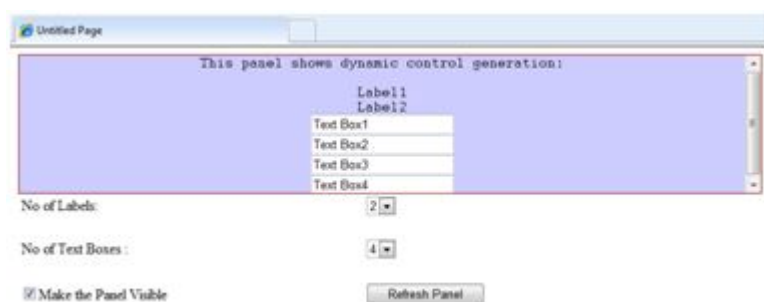 Untitled Page
This panel shows dynamic control generation:
Label1
Label2
Text Box1
Text Box2
Text Box3
Text Box4
No of Labels: 2
No of Text Boxes : 4
Make the Panel Visible Refresh Panel